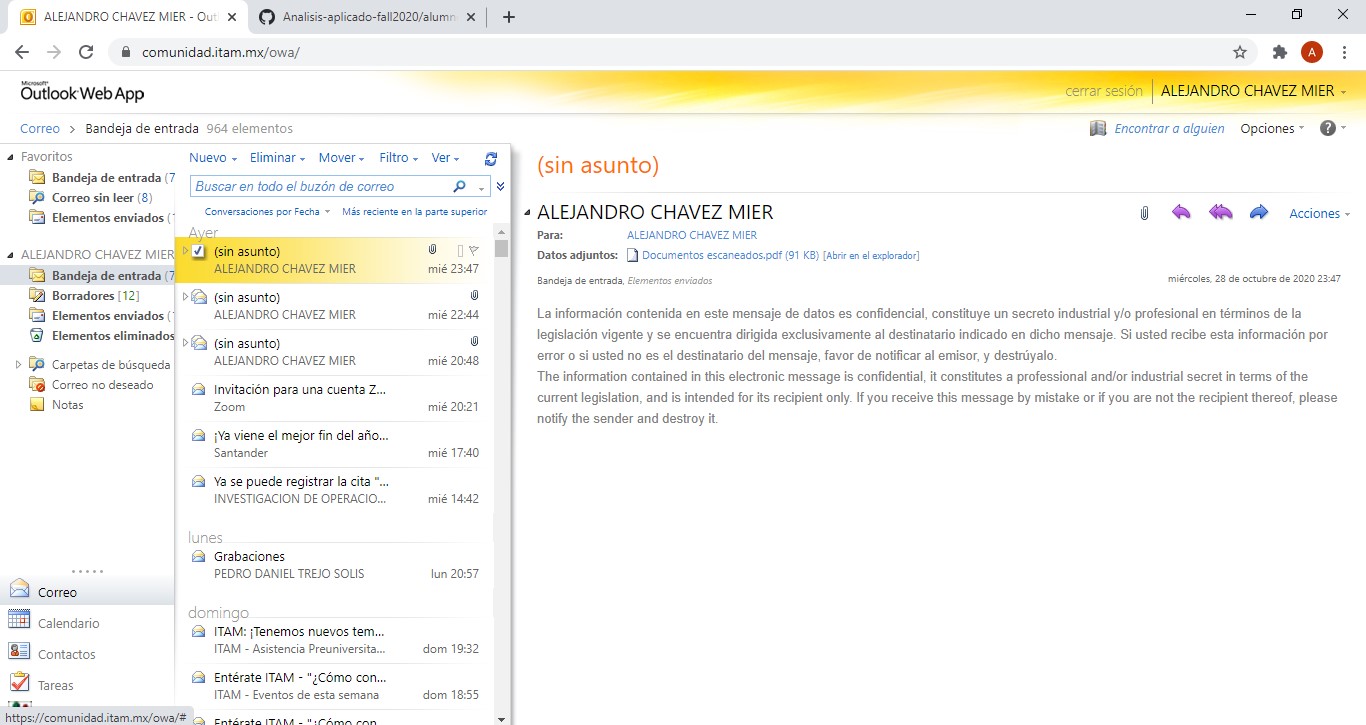 ALEJANDRO CHAVEZ MIER - Out
Analisis-aplicado-fall2020/alumn
comunidad.itam.mx/owa/
A
Microsoft®
Outlook Web App
cerrar sesión
ALEJANDRO CHAVEZ MIER
Correo > Bandeja de entrada 964 elementos
Encontrar a alguien
Opciones
?
Favoritos
Bandeja de entrada (7
Correo sin leer (8)
Elementos enviados (
ALEJANDRO CHAVEZ MIER
Bandeja de entrada (7
Borradores [12]
Elementos enviados (
Elementos eliminados
Carpetas de búsqueda
Correo no deseado
Notas
Correo
Calendario
Contactos
Tareas
https://comunidad.itam.mx/owa/#
Nuevo Eliminar Mover Filtro Ver
Buscar en todo el buzón de correo
Conversaciones por Fecha Más reciente en la parte superior
Ayer
(sin asunto)
ALEJANDRO CHAVEZ MIER mié 23:47
(sin asunto)
ALEJANDRO CHAVEZ MIER mié 22:44
(sin asunto)
ALEJANDRO CHAVEZ MIER mié 20:48
Invitación para una cuenta Z...
Zoom mié 20:21
¡Ya viene el mejor fin del año...
Santander mié 17:40
Ya se puede registrar la cita "...
INVESTIGACION DE OPERACIO... mié 14:42
lunes
Grabaciones
PEDRO DANIEL TREJO SOLIS lun 20:57
domingo
ITAM: ¡Tenemos nuevos tem...
ITAM - Asistencia Preuniversita... dom 19:32
Entérate ITAM - "¿Cómo con...
ITAM - Eventos de esta semana dom 18:55
Entérate ITAM - "¿Cómo con...
(sin asunto)
ALEJANDRO CHAVEZ MIER
Acciones
Para: ALEJANDRO CHAVEZ MIER
Datos adjuntos: Documentos escaneados.pdf (91 KB) [Abrir en el explorador]
Bandeja de entrada, Elementos enviados
miércoles, 28 de octubre de 2020 23:47
La información contenida en este mensaje de datos es confidencial, constituye un secreto industrial y/o profesional en términos de la
legislación vigente y se encuentra dirigida exclusivamente al destinatario indicado en dicho mensaje. Si usted recibe esta información por
error o si usted no es el destinatario del mensaje, favor de notificar al emisor, y destrúyalo.
The information contained in this electronic message is confidential, it constitutes a professional and/or industrial secret in terms of the
current legislation, and is intended for its recipient only. If you receive this message by mistake or if you are not the recipient thereof, please
notify the sender and destroy it.